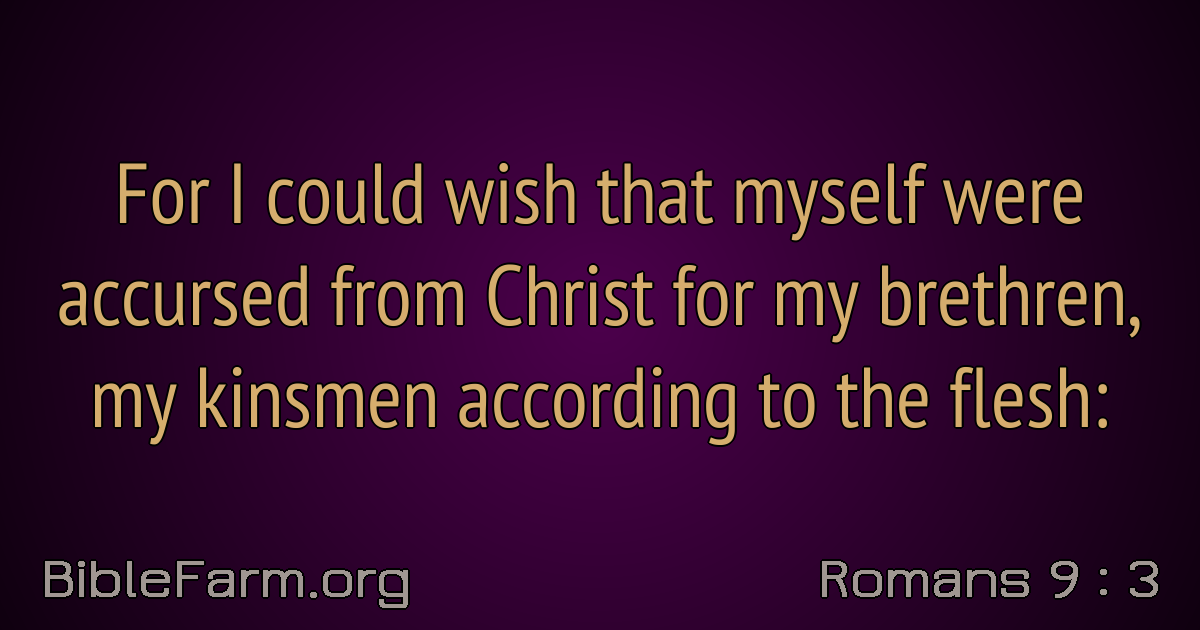 For I could wish that myself were
accursed from Christ for my brethren,
my kinsmen according to the flesh:
BibleFarm.org
Romans 9 : 3